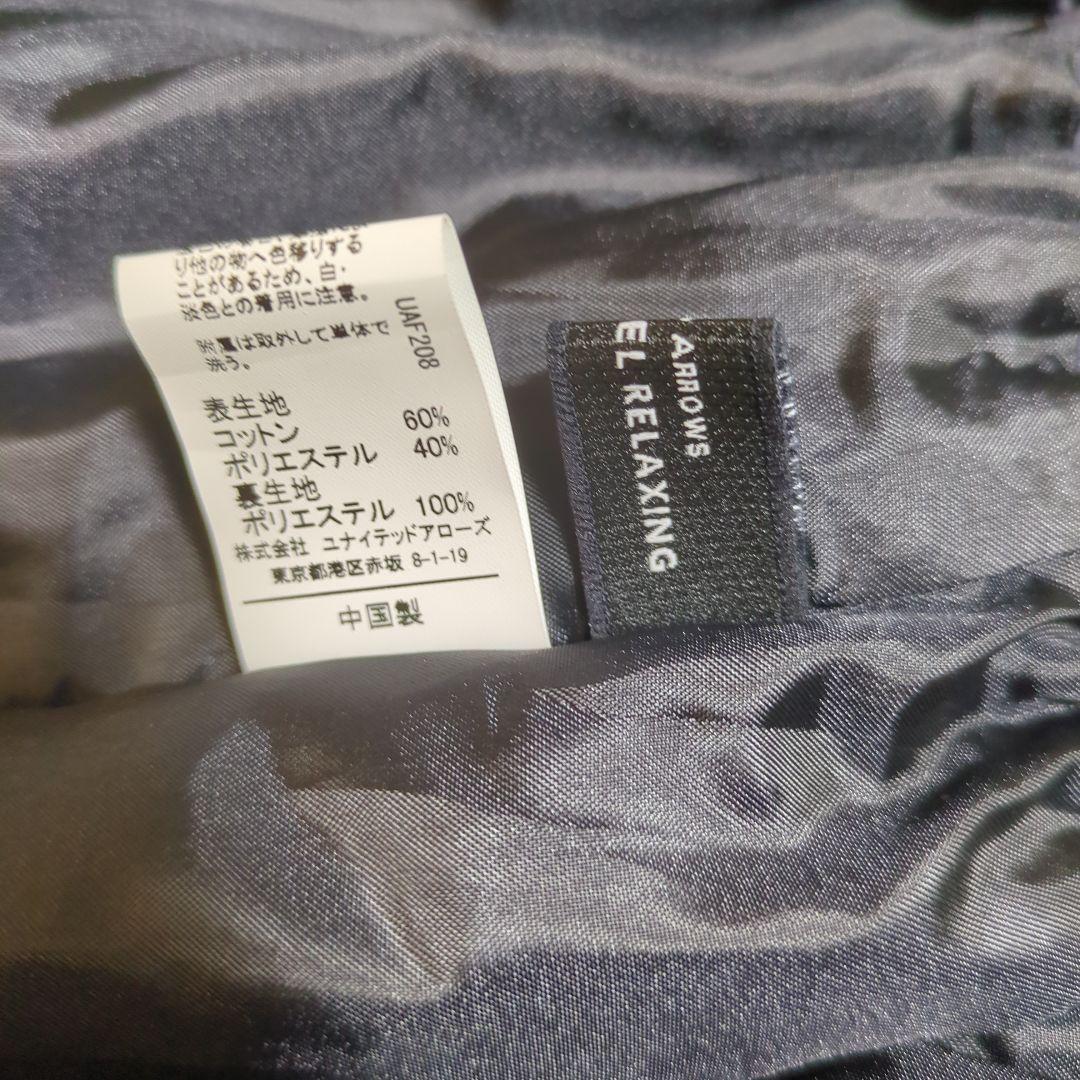 り他の物へ色移りする
ことがあるため、白・
淡色との着用に注意。
は取外して単体で
洗う。
UAF208
表生地
コットン 60%
ポリエステル 40%
裏生地
ポリエステル 100%
株式会社 ユナイテッドアローズ
東京都港区赤坂 8-1-19
中国製
ARROWS
EL RELAXING